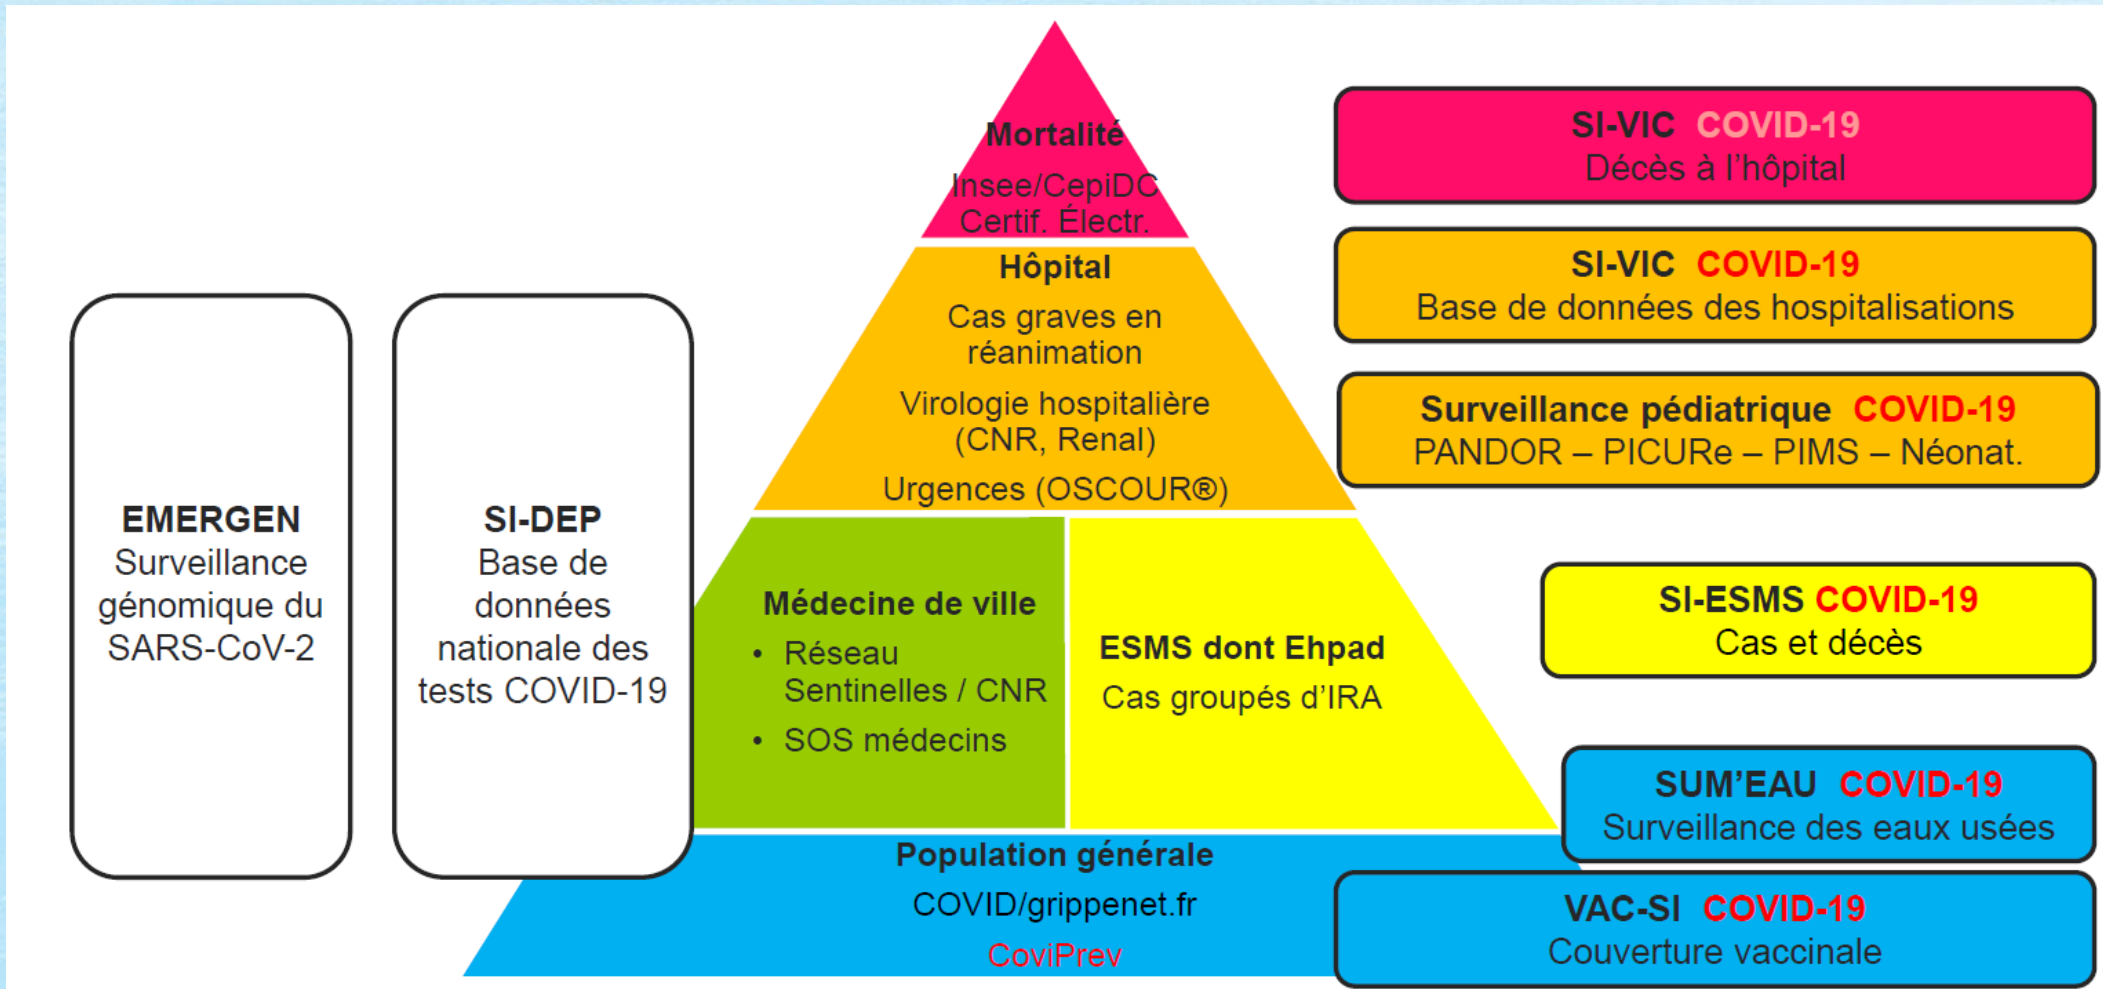 EMERGEN
Surveillance
génomique du
SARS-CoV-2
SI-DEP
Base de
données
nationale des
tests COVID-19
Mortalité
Insee/CepiDC
Certif. Électr.
Hôpital
Cas graves en
réanimation
Virologie hospitalière
(CNR, Renal)
Urgences (OSCOUR®)
Médecine de ville
• Réseau
Sentinelles / CNR
• SOS médecins
ESMS dont Ehpad
Cas groupés d’IRA
Population générale
COVID/grippenet.fr
CoviPrev
SI-VIC COVID-19
Décès à l’hôpital
SI-VIC COVID-19
Base de données des hospitalisations
Surveillance pédiatrique COVID-19
PANDOR – PICURe – PIMS – Néonat.
SI-ESMS COVID-19
Cas et décès
SUM’EAU COVID-19
Surveillance des eaux usées
VAC-SI COVID-19
Couverture vaccinale